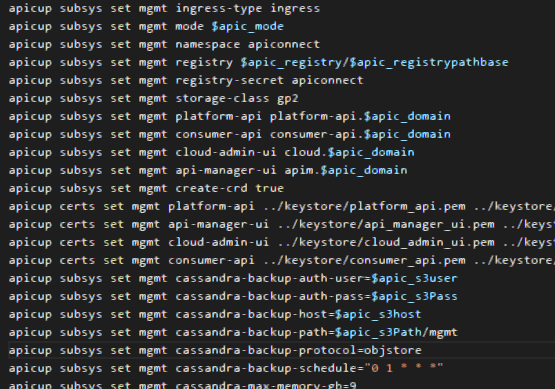 apicup subsys set mgmt ingress-type ingress
apicup subsys set mgmt mode $apic_mode
apicup subsys set mgmt namespace apiconnect
apicup subsys set mgmt registry $apic_registry/$apic_registrypathbase
apicup subsys set mgmt registry-secret apiconnect
apicup subsys set mgmt storage-class gp2
apicup subsys set mgmt platform-api platform-api.$apic_domain
apicup subsys set mgmt consumer-api consumer-api.$apic_domain
apicup subsys set mgmt cloud-admin-ui cloud.$apic_domain
apicup subsys set mgmt api-manager-ui apim.$apic_domain
apicup subsys set mgmt create-crd true
apicup certs set mgmt platform-api ../keystore/platform_api.pem ../keystore/
apicup certs set mgmt api-manager-ui ../keystore/api_manager_ui.pem ../keyst
apicup certs set mgmt cloud-admin-ui ../keystore/cloud_admin_ui.pem ../keyst
apicup certs set mgmt consumer-api ../keystore/consumer_api.pem ../keystore/
apicup subsys set mgmt cassandra-backup-auth-user=$apic_s3user
apicup subsys set mgmt cassandra-backup-auth-pass=$apic_s3Pass
apicup subsys set mgmt cassandra-backup-host=$apic_s3host
apicup subsys set mgmt cassandra-backup-path=$apic_s3Path/mgmt
apicup subsys set mgmt cassandra-backup-protocol=objstore
apicup subsys set mgmt cassandra-backup-schedule="0 1 * * *"
apicup subsys set mgmt cassandra-max-memory-gb=9